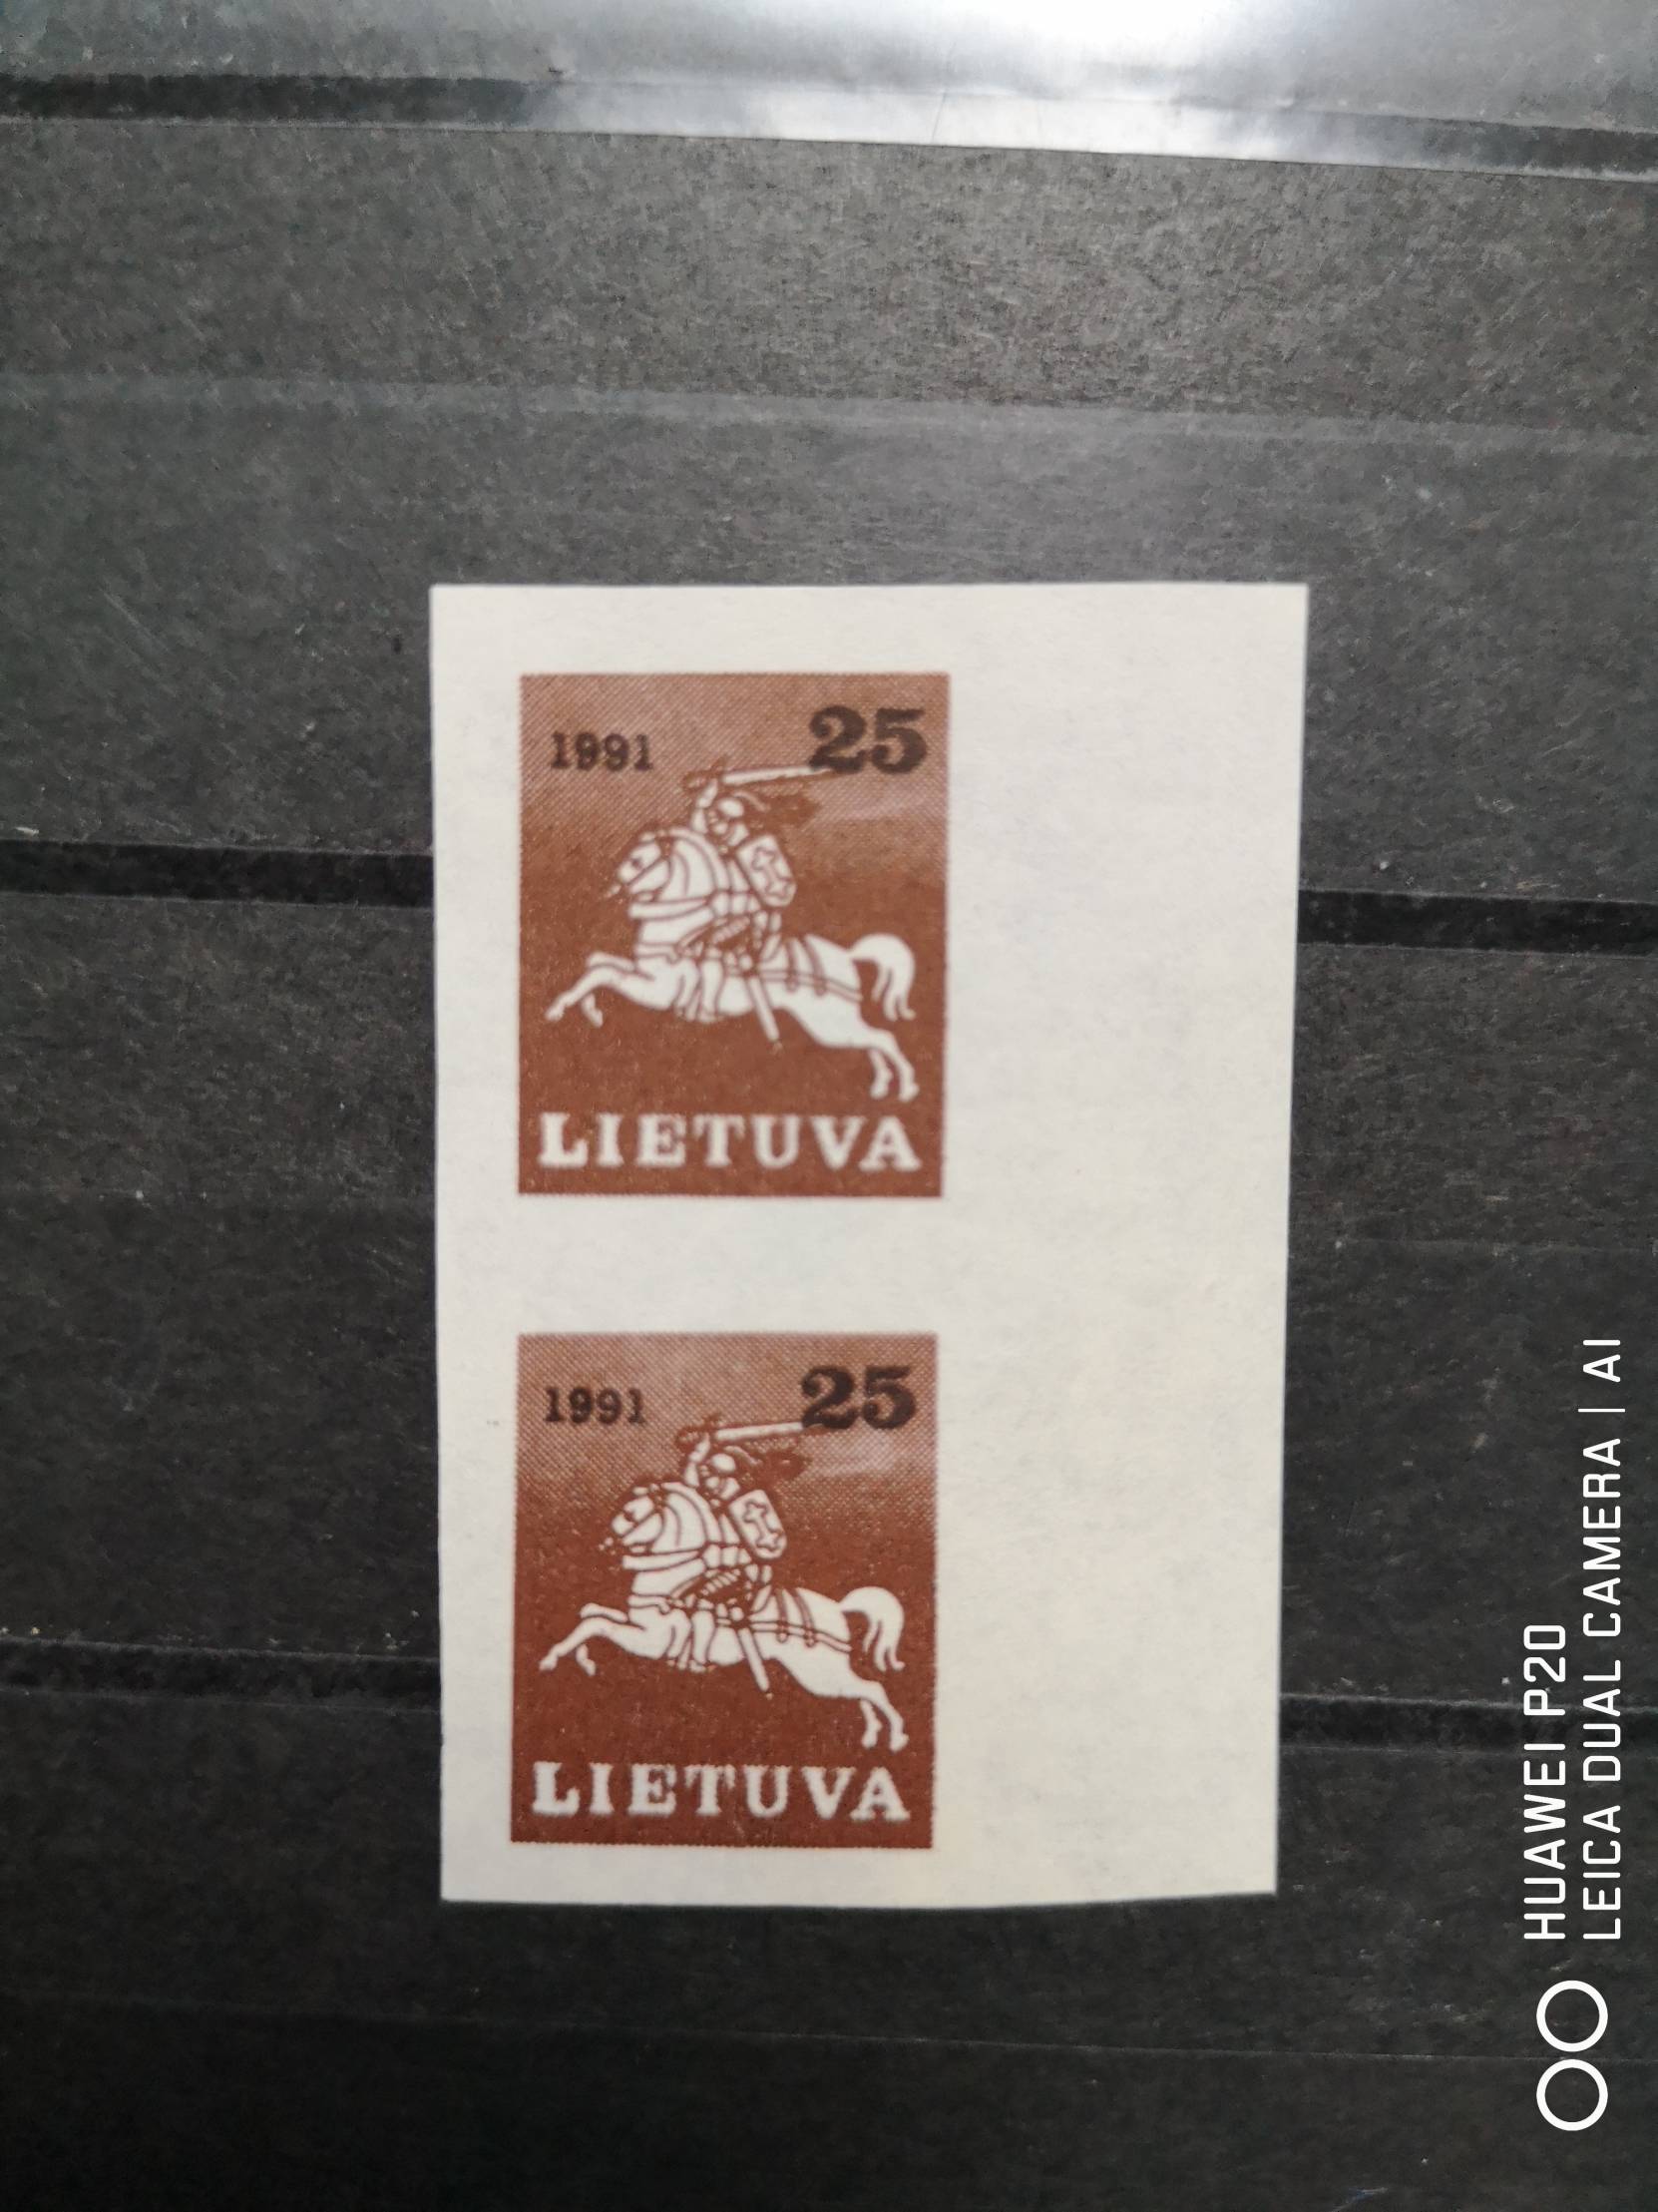 1991 25
LIETUVA
1991 25
LIETUVA
HUAWEI P20
LEICA DUAL CAMERA | AI